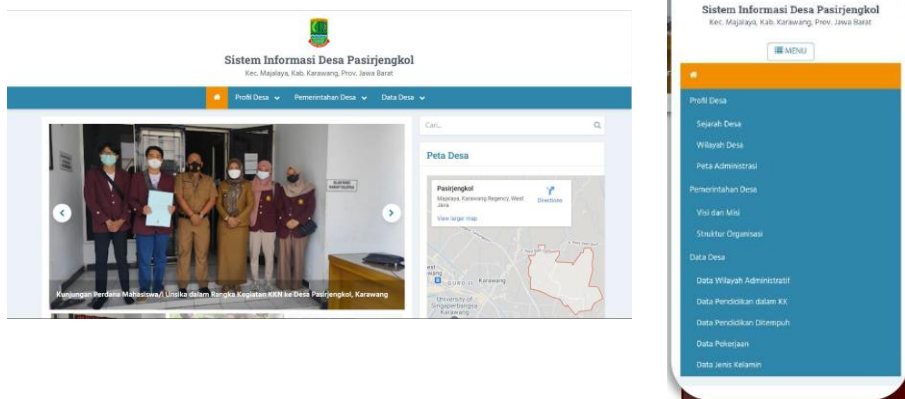 Sistem Informasi Desa Pasirjengkol
Kec. Majalaya, Kab. Karawang, Prov. Jawa Barat
Profil Desa
Pemerintahan Desa
Data Desa
Cari...
Peta Desa
Pasirjengkol
Majalaya, Karawang Regency, West
Java
Directions
View larger map
Karawang
University of
Singaperbangsa
Karawang
Kunjungan Perdana Mahasiswa/i Unsika dalam Rangka Kegiatan KKN ke Desa Pasirjengkol, Karawang
Sistem Informasi Desa Pasirjengkol
Kec. Majalaya, Kab. Karawang, Prov. Jawa Barat
MENU
Profil Desa
Sejarah Desa
Wilayah Desa
Peta Administrasi
Pemerintahan Desa
Visi dan Misi
Struktur Organisasi
Data Desa
Data Wilayah Administratif
Data Pendidikan dalam KK
Data Pendidikan Ditempuh
Data Pekerjaan
Data Jenis Kelamin